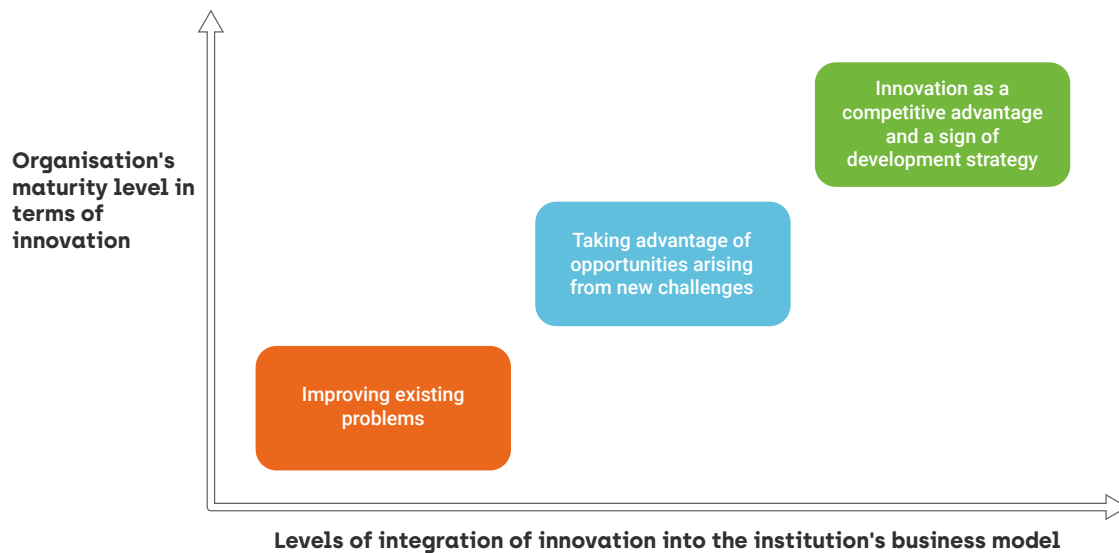 Organisation's
maturity level in
terms of
innovation
Innovation as a
competitive advantage
and a sign of
development strategy
Taking advantage of
opportunities arising
from new challenges
Improving existing
problems
Levels of integration of innovation into the institution's business model